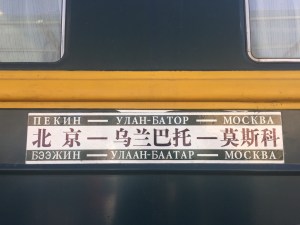 ПЕКИН — УЛАН-БАТОР — МОСКВА
北京—乌兰巴托—莫斯科
БЭЭЖИН — УЛААН-БААТАР — МОСКВА